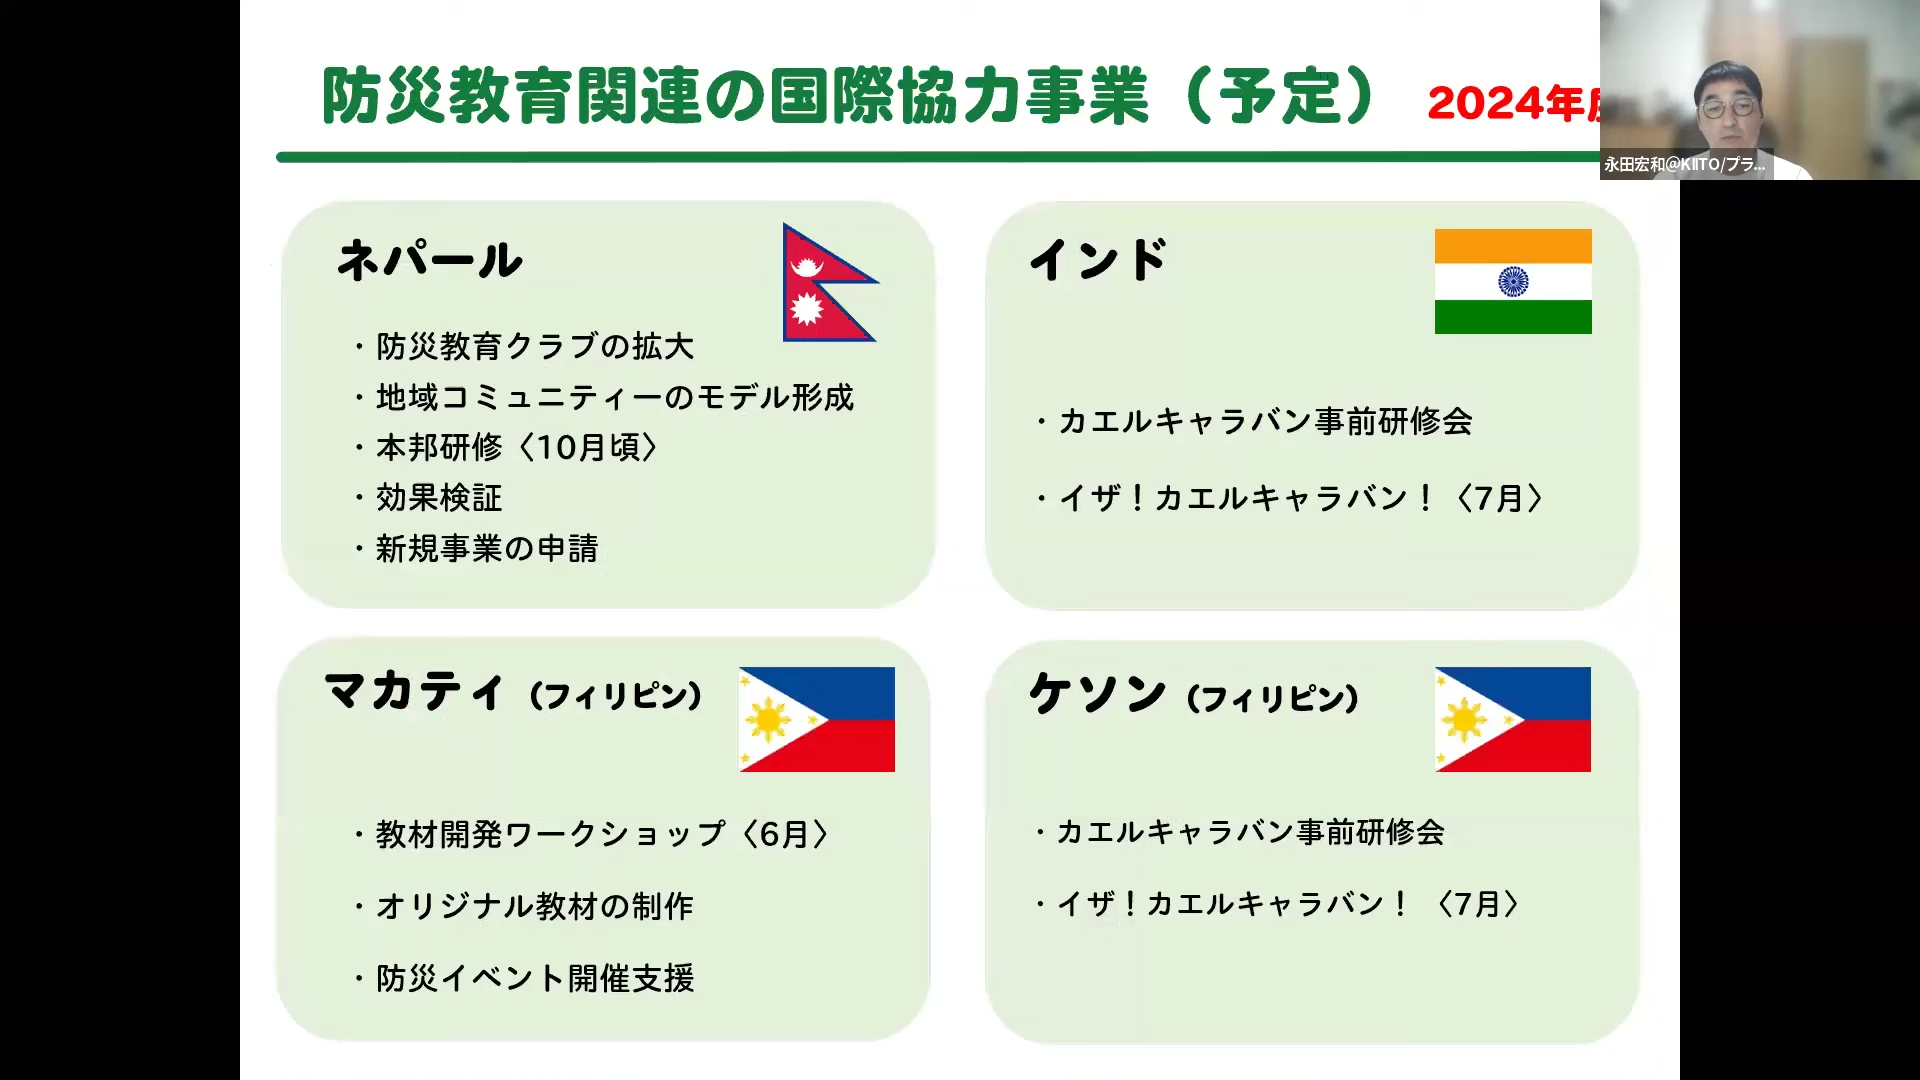 防災教育関連の国際協力事業（予定） 2024年
永田宏和@KIITO/プラ...
ネパール
・防災教育クラブの拡大
・地域コミュニティーのモデル形成
・本邦研修〈10月頃〉
・効果検証
・新規事業の申請
インド
・カエルキャラバン事前研修会
・イザ！カエルキャラバン！〈7月〉
マカティ（フィリピン）
・教材開発ワークショップ〈6月〉
・オリジナル教材の制作
・防災イベント開催支援
ケソン（フィリピン）
・カエルキャラバン事前研修会
・イザ！カエルキャラバン！〈7月〉